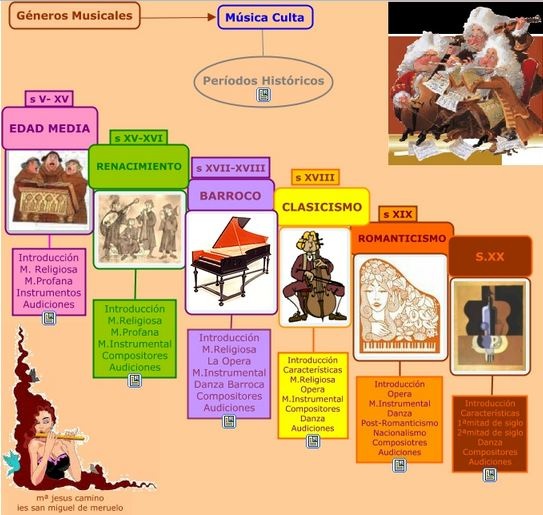 Géneros Musicales
Música Culta
Períodos Históricos
s V- XV
EDAD MEDIA
Introducción
M. Religiosa
M.Profana
Instrumentos
Audiciones
s XV-XVI
RENACIMIENTO
Introducción
M.Religiosa
M.Profana
M.Instrumental
Compositores
Audiciones
s XVII-XVIII
BARROCO
Introducción
M.Religiosa
La Opera
M.Instrumental
Danza Barroca
Compositores
Audiciones
s XVIII
CLASICISMO
Introducción
Características
M.Religiosa
Opera
M.Instrumental
Compositores
Danza
Audiciones
s XIX
ROMANTICISMO
Introducción
Opera
M.Instrumental
Danza
Post-Romanticismo
Nacionalismo
Composiotres
Audiciones
S.XX
Introducción
Características
1ªmitad de siglo
2ªmitad de siglo
Danza
Compositores
Audiciones
mª jesus camino
ies san miguel de meruelo